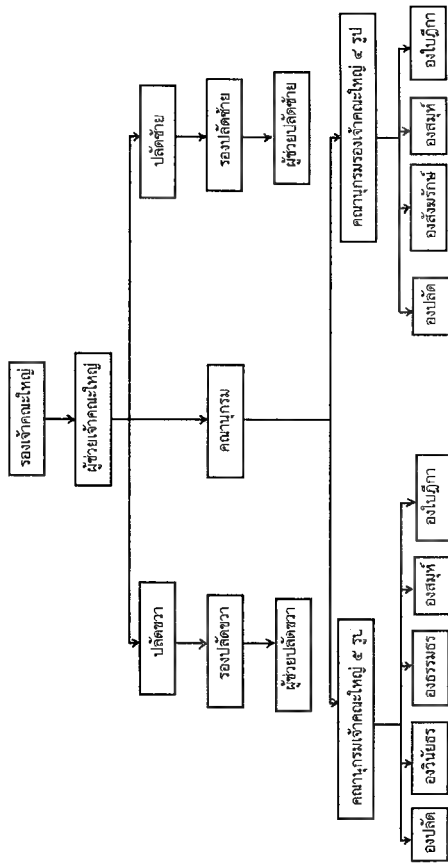 รองเจ้าคณะใหญ่
ผู้ช่วยเจ้าคณะใหญ่
ปลัดขวา
คณานุกรม
ปลัดซ้าย
รองปลัดขวา
รองปลัดซ้าย
ผู้ช่วยปลัดขวา
ผู้ช่วยปลัดซ้าย
คณานุกรมเจ้าคณะใหญ่ ๕ รูป
คณานุกรมรองเจ้าคณะใหญ่ ๔ รูป
องปลัด
องวินัยธร
องธรรมธร
องสมุห์
องใบฎีกา
องปลัด
องสังฆรักษ์
องสมุห์
องใบฎีกา